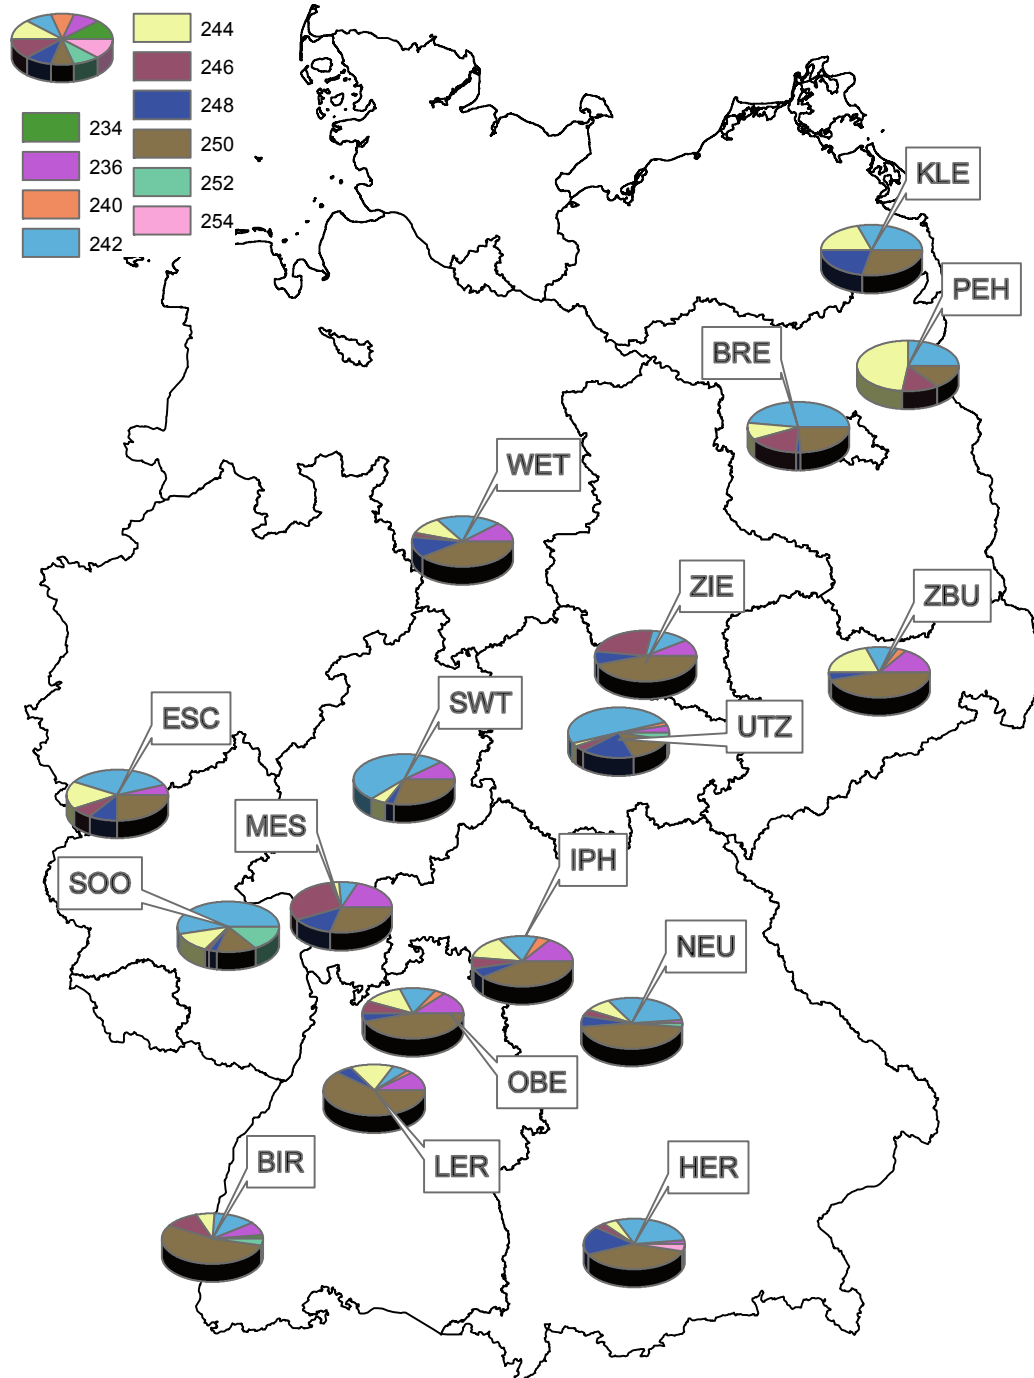 244
246
248
234
250
236
252
240
254
242
KLE
PEH
BRE
WET
ZIE
ZBU
ESC
SWT
UTZ
MES
IPH
SOO
NEU
OBE
BIR
LER
HER